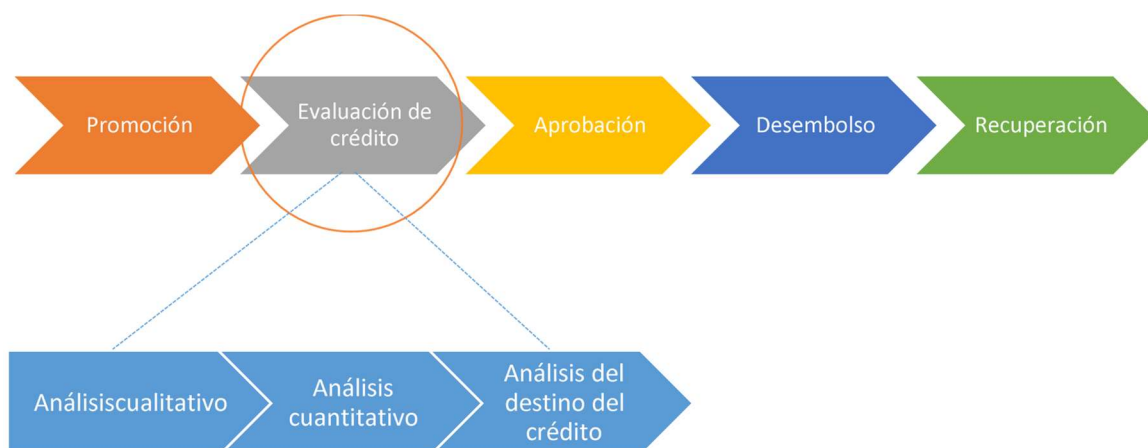 Promoción
Evaluación de
crédito
Aprobación
Desembolso
Recuperación
Análisiscualitativo
Análisis
cuantitativo
Análisis del
destino del
crédito